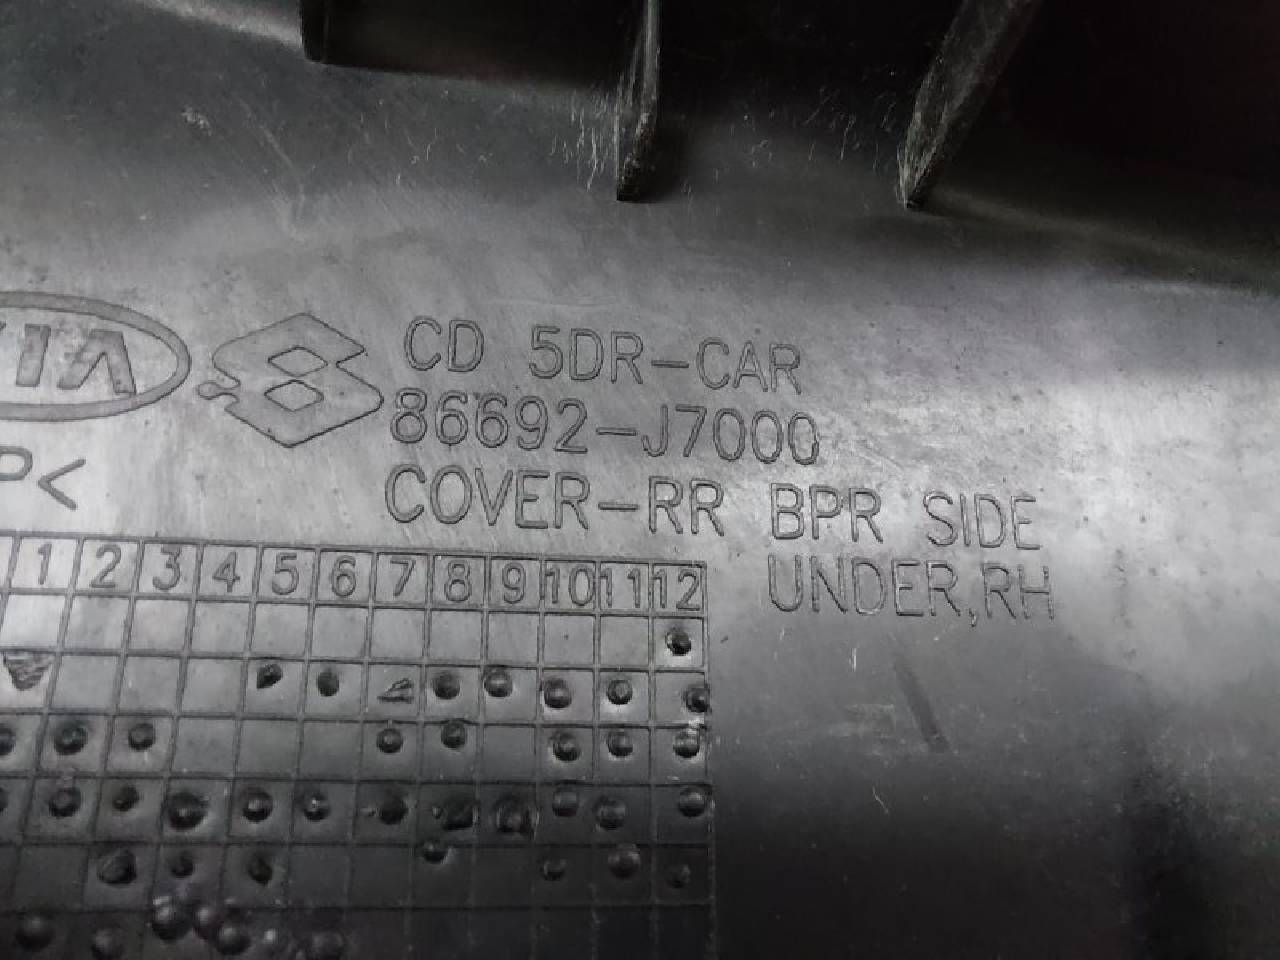 KIA
CD 5DR-CAR
86692-J7000
COVER-RR BPR SIDE
UNDER,RH
P<
1 2 3 4 5 6 7 8 9 10 11 12